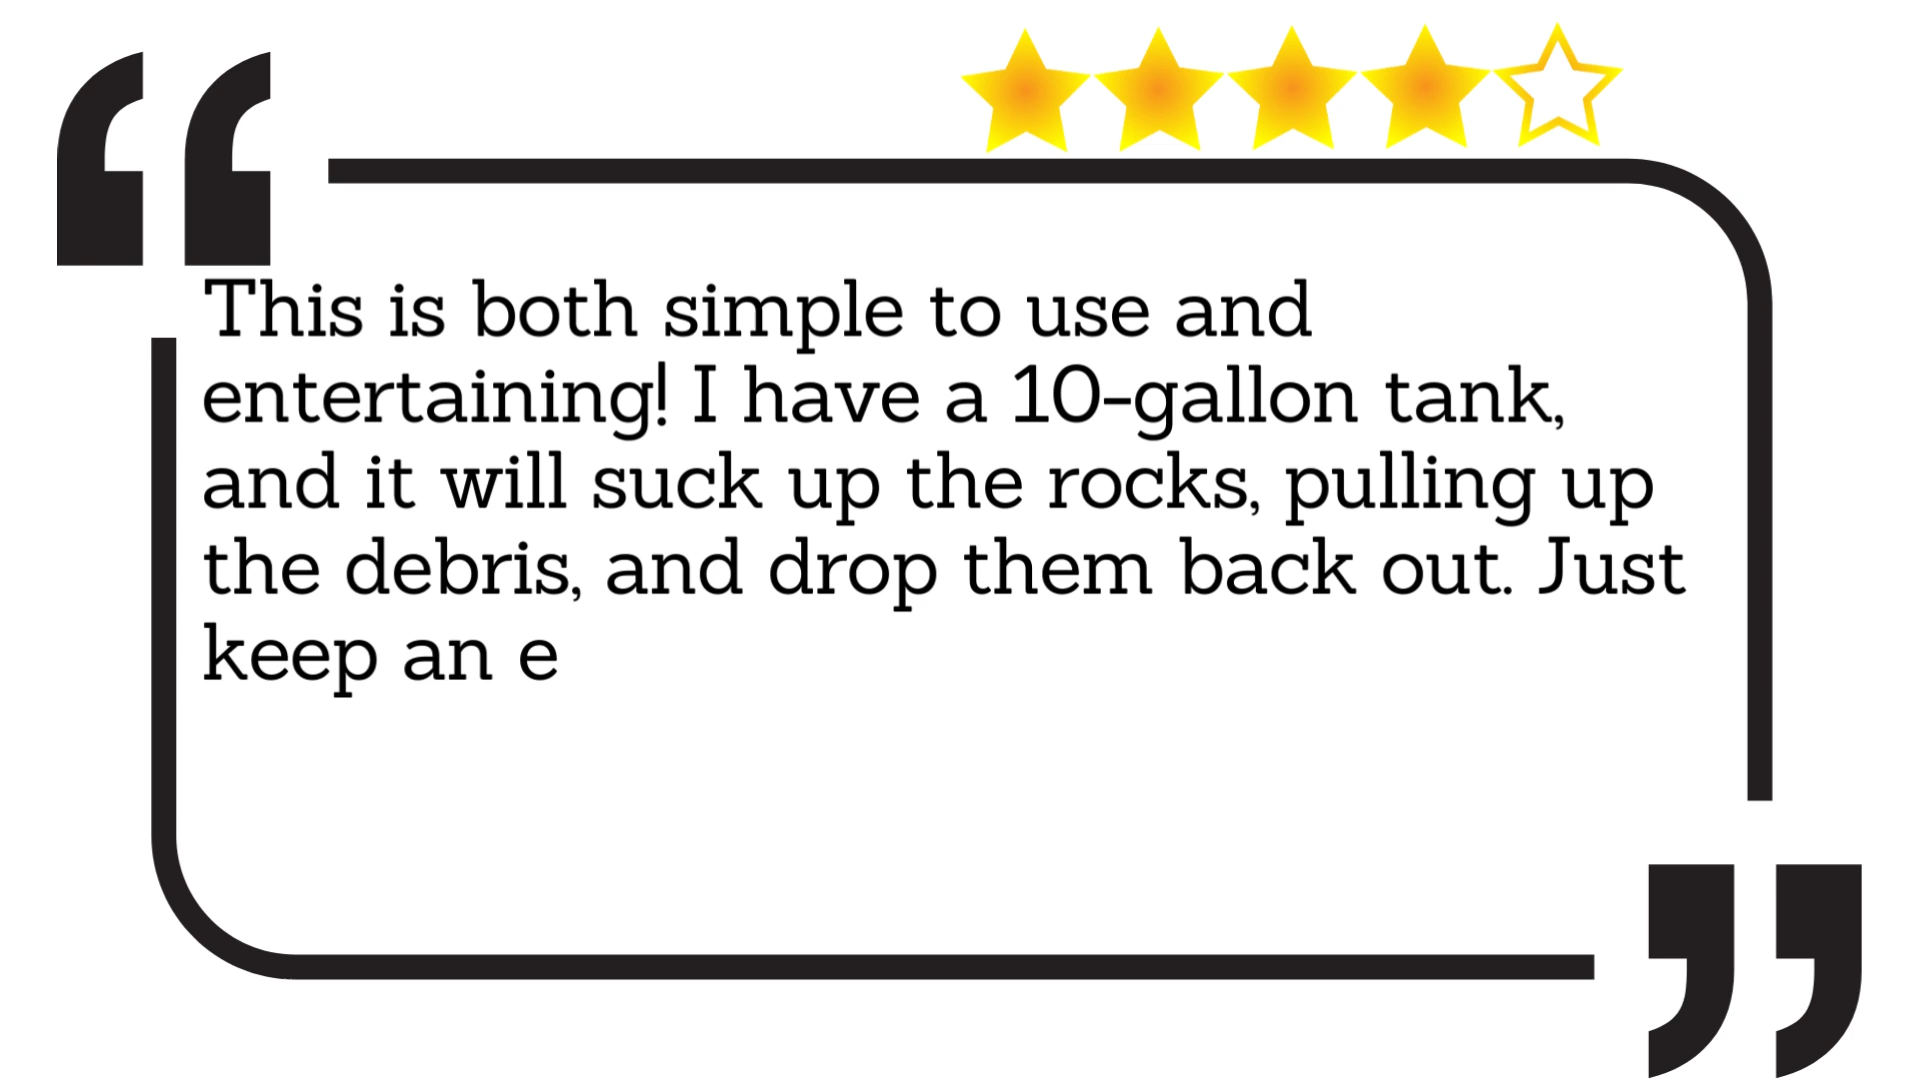 This is both simple to use and
entertaining! I have a 10-gallon tank,
and it will suck up the rocks, pulling up
the debris, and drop them back out. Just
keep an e